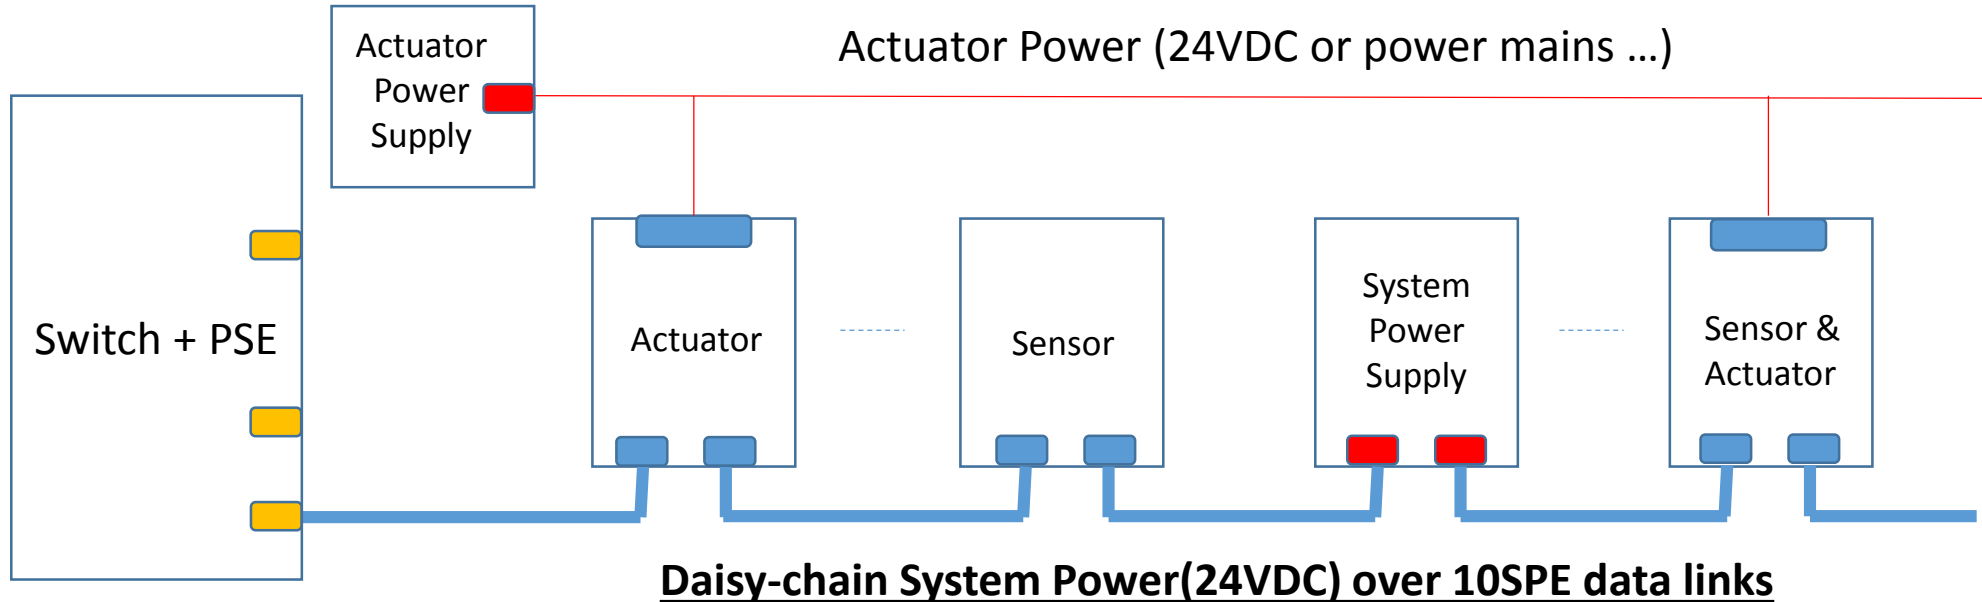 Actuator
Power
Supply
Actuator Power (24VDC or power mains ...)
Switch + PSE
Actuator
Sensor
System
Power
Supply
Sensor &
Actuator
Daisy-chain System Power(24VDC) over 10SPE data links